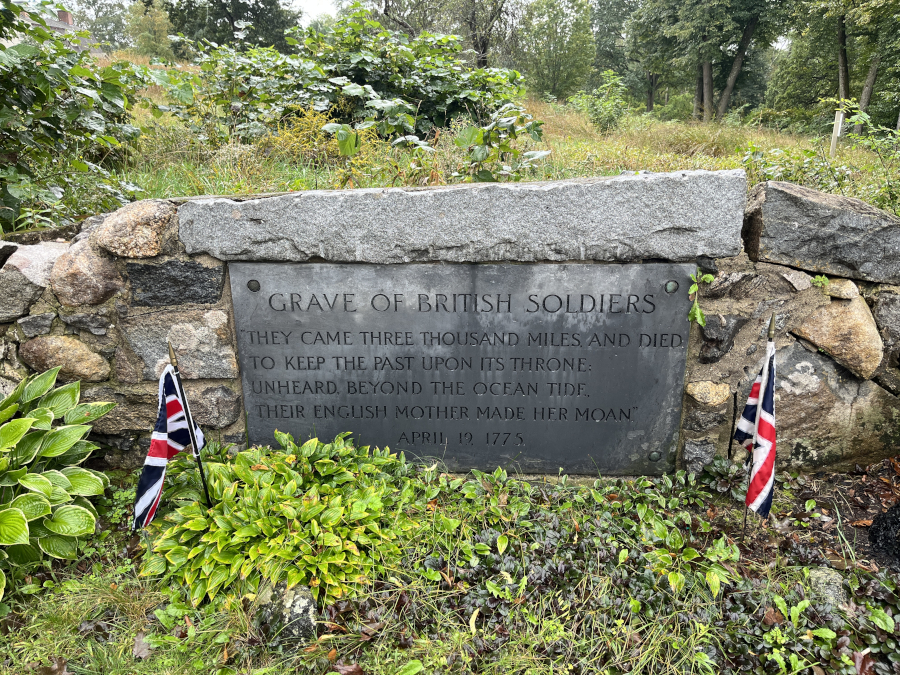 GRAVE OF BRITISH SOLDIERS
"THEY CAME THREE THOUSAND MILES, AND DIED,
TO KEEP THE PAST UPON ITS THRONE:
UNHEARD, BEYOND THE OCEAN TIDE,
THEIR ENGLISH MOTHER MADE HER MOAN."
APRIL 19, 1775